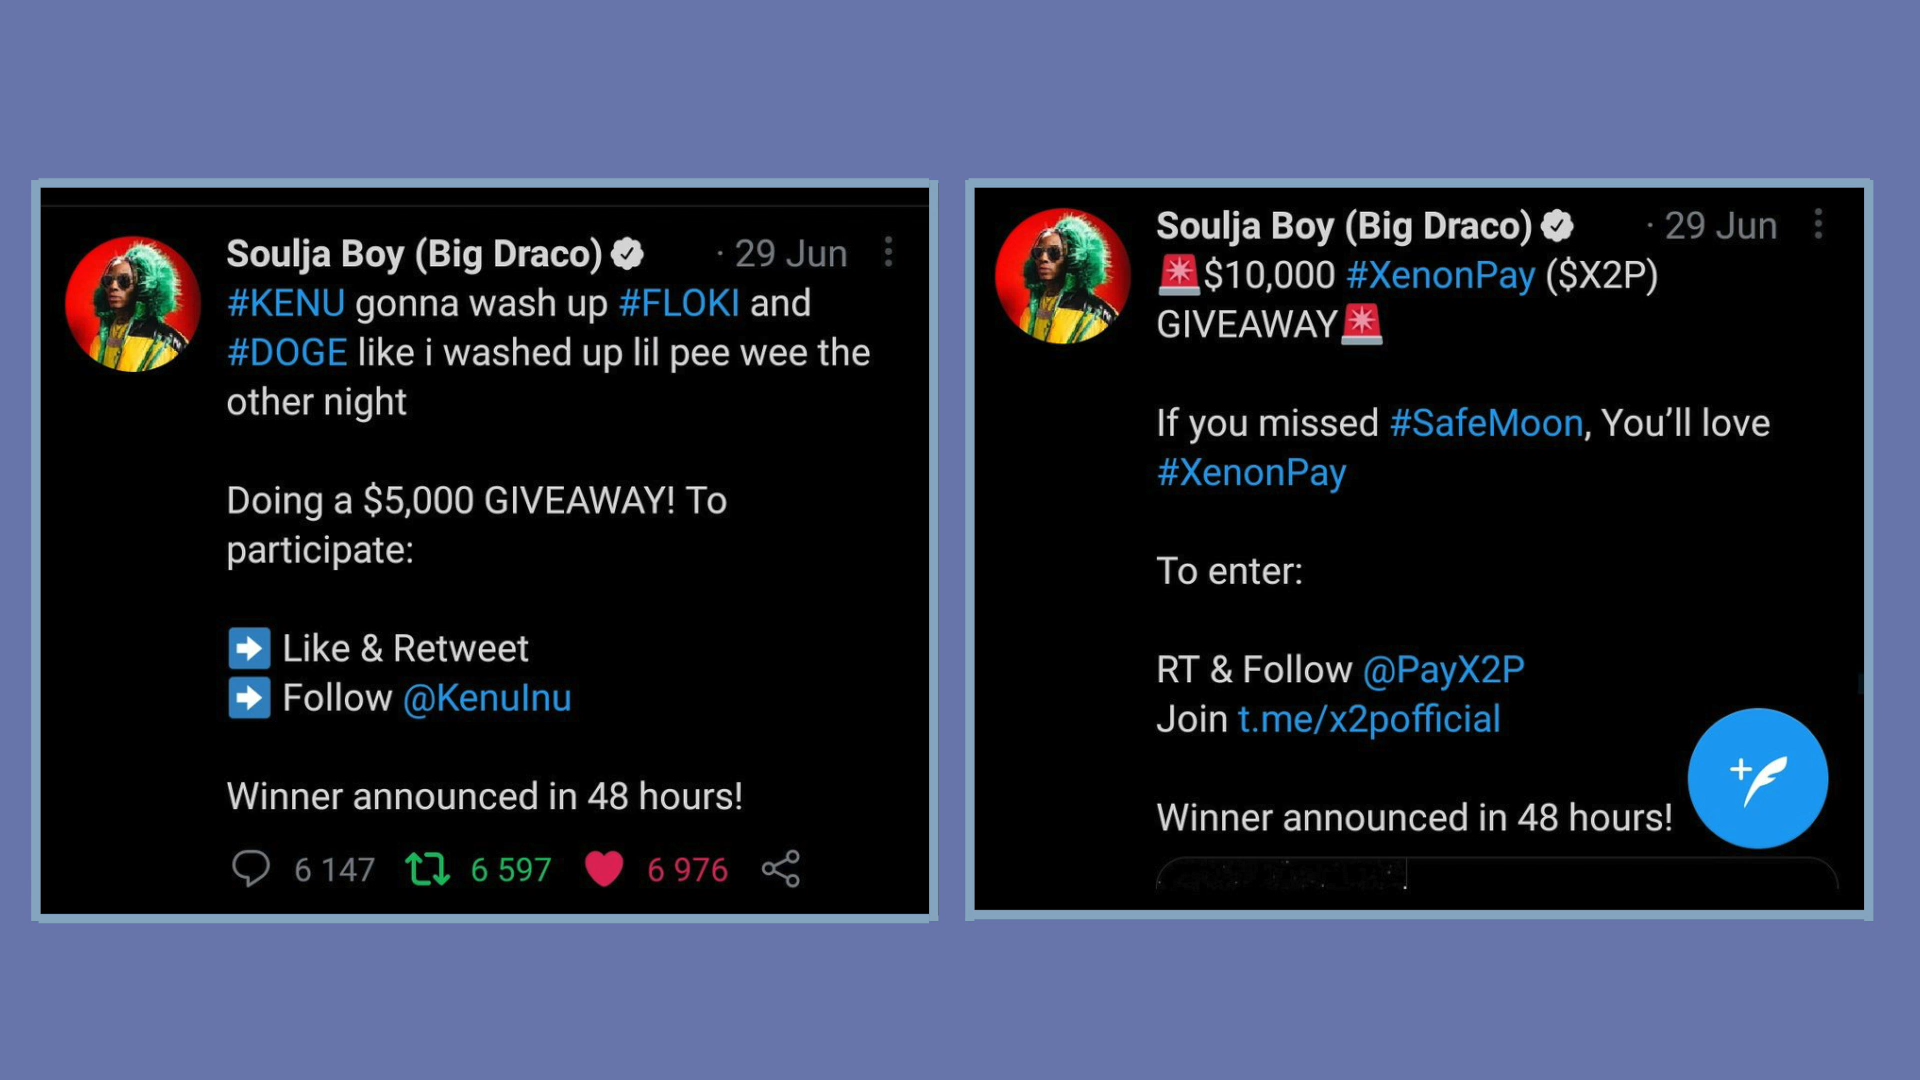 Soulja Boy (Big Draco) · 29 Jun
#KENU gonna wash up #FLOKI and
#DOGE like i washed up lil pee wee the
other night
Doing a $5,000 GIVEAWAY! To
participate:
➡️ Like & Retweet
➡️ Follow @KenuInu
Winner announced in 48 hours!
6 147 6 597 6 976
Soulja Boy (Big Draco) · 29 Jun
🚨$10,000 #XenonPay ($X2P)
GIVEAWAY🚨
If you missed #SafeMoon, You’ll love
#XenonPay
To enter:
RT & Follow @PayX2P
Join t.me/x2pofficial
Winner announced in 48 hours!